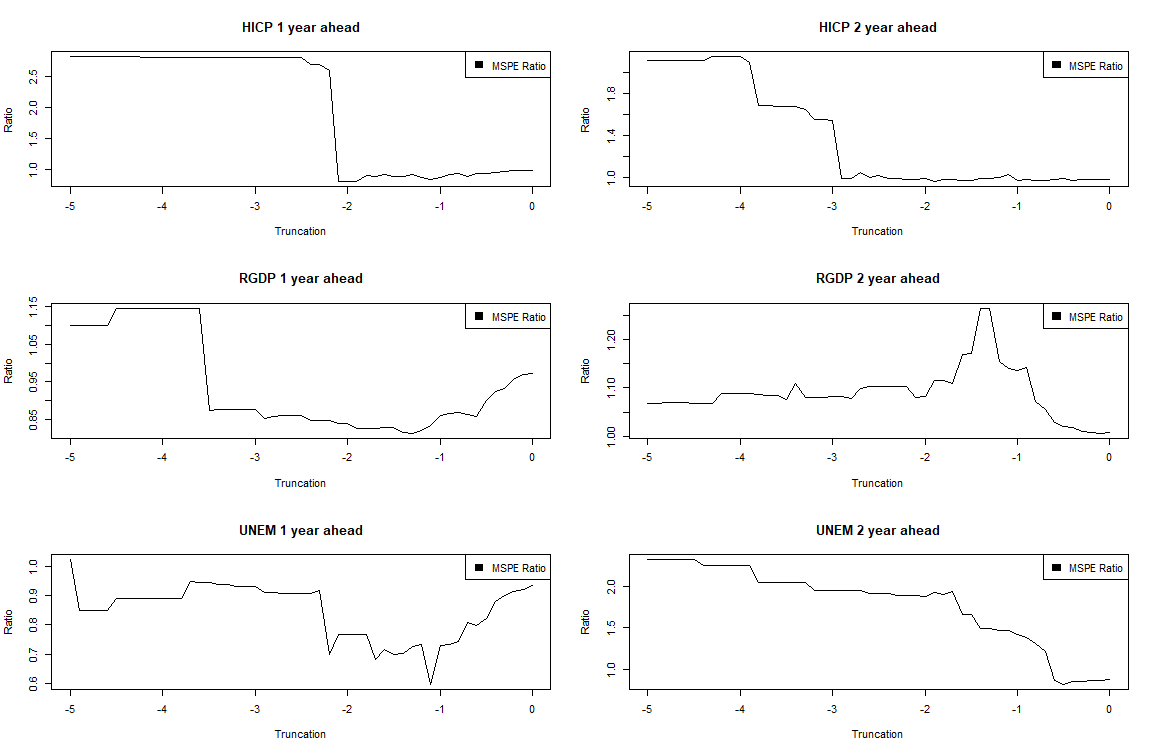 HICP 1 year ahead
MSPE Ratio
Ratio
1.0 1.5 2.0 2.5
-5 -4 -3 -2 -1 0
Truncation
HICP 2 year ahead
MSPE Ratio
Ratio
1.0 1.4 1.8
-5 -4 -3 -2 -1 0
Truncation
RGDP 1 year ahead
MSPE Ratio
Ratio
0.85 0.95 1.05 1.15
-5 -4 -3 -2 -1 0
Truncation
RGDP 2 year ahead
MSPE Ratio
Ratio
1.00 1.10 1.20
-5 -4 -3 -2 -1 0
Truncation
UNEM 1 year ahead
MSPE Ratio
Ratio
0.6 0.7 0.8 0.9 1.0
-5 -4 -3 -2 -1 0
Truncation
UNEM 2 year ahead
MSPE Ratio
Ratio
1.0 1.5 2.0
-5 -4 -3 -2 -1 0
Truncation